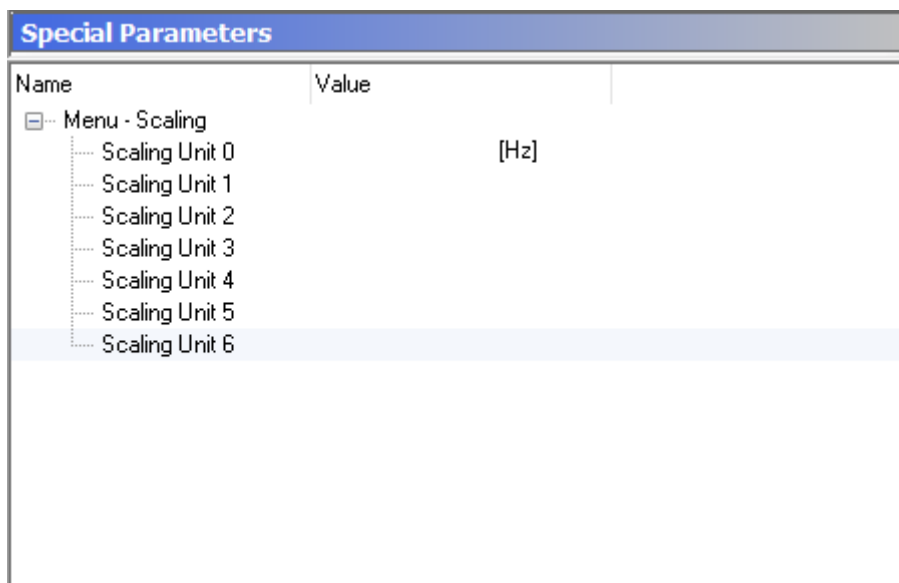 Special Parameters
Name Value
Menu - Scaling
Scaling Unit 0 [Hz]
Scaling Unit 1
Scaling Unit 2
Scaling Unit 3
Scaling Unit 4
Scaling Unit 5
Scaling Unit 6